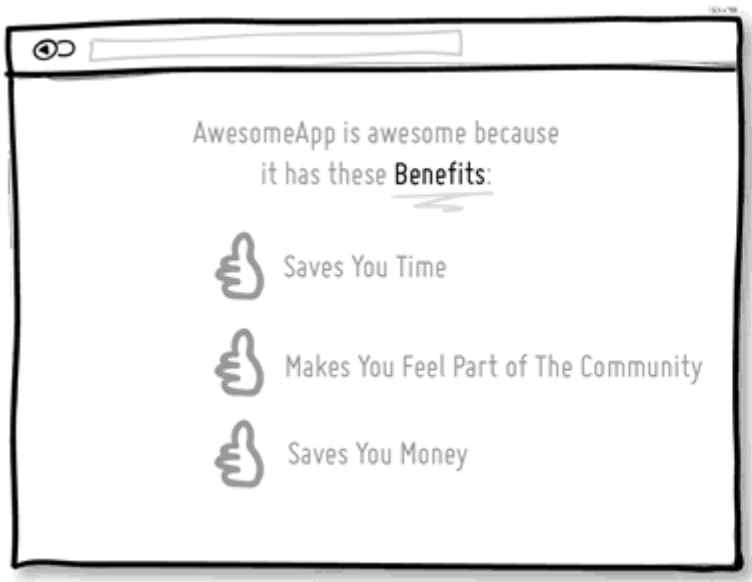 AwesomeApp is awesome because
it has these Benefits:
Saves You Time
Makes You Feel Part of The Community
Saves You Money